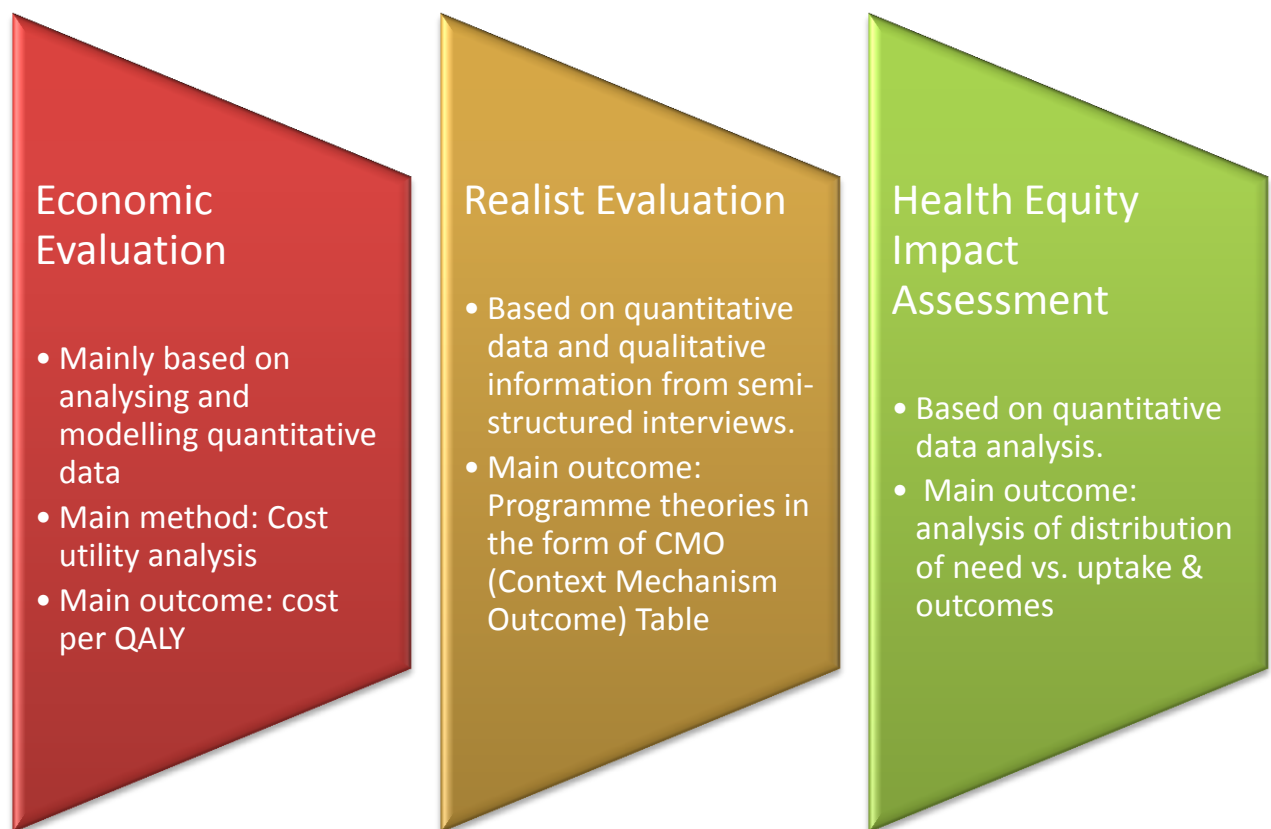 Economic
Evaluation
• Mainly based on
analysing and
modelling quantitative
data
• Main method: Cost
utility analysis
• Main outcome: cost
per QALY
Realist Evaluation
• Based on quantitative
data and qualitative
information from semi-
structured interviews.
• Main outcome:
Programme theories in
the form of CMO
(Context Mechanism
Outcome) Table
Health Equity
Impact
Assessment
• Based on quantitative
data analysis.
• Main outcome:
analysis of distribution
of need vs. uptake &
outcomes